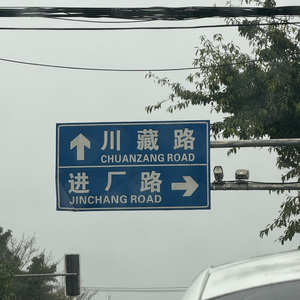 川藏路
CHUANZANG ROAD
进厂路
JINCHANG ROAD